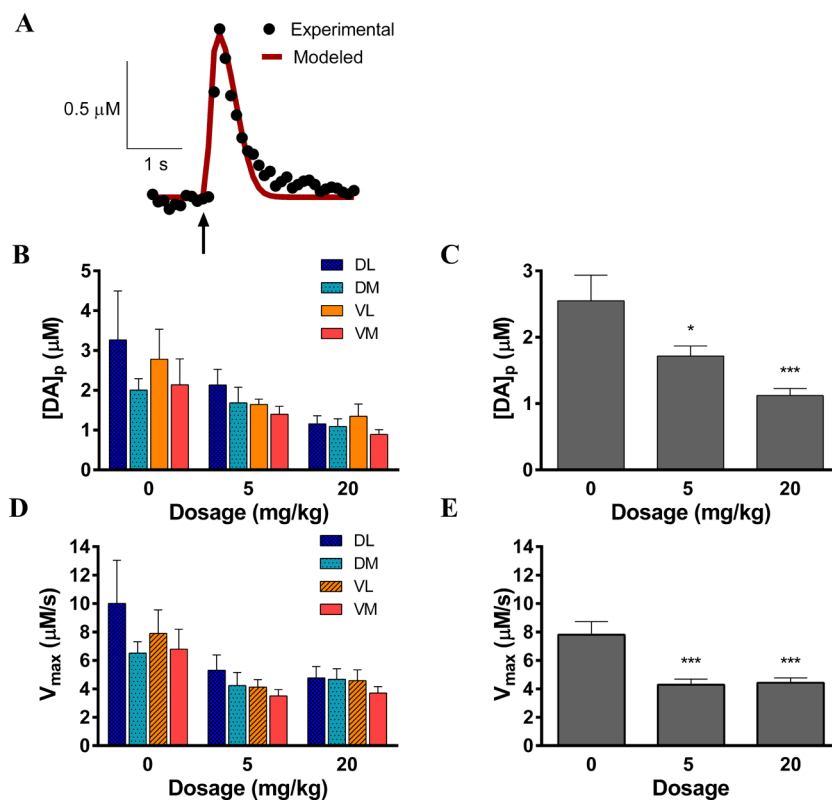 A
Experimental
Modeled
0.5 μM
1 s
B
5
4
3
2
1
0
[DA]p (μM)
DL
DM
VL
VM
0 5 20
Dosage (mg/kg)
C
3
2
1
0
[DA]p (μM)
*
***
0 5 20
Dosage (mg/kg)
D
14
12
10
8
6
4
2
0
Vmax (μM/s)
DL
DM
VL
VM
0 5 20
Dosage (mg/kg)
E
14
12
10
8
6
4
2
0
Vmax (μM/s)
***
***
0 5 20
Dosage